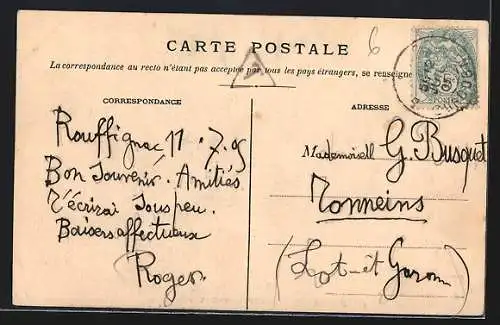 CARTE POSTALE
6
A
La correspondance au recto n'étant pas acceptée par tous les pays étrangers, se renseigner
CORRESPONDANCE
ADRESSE
Rouffignac 11.7.05
Bon Souvenir. Amitiés
T'écrirai sous peu.
Baisers affectueux
Roger
Mademoiselle G. Busquet
Tonneins
(Lot-et Garonne)